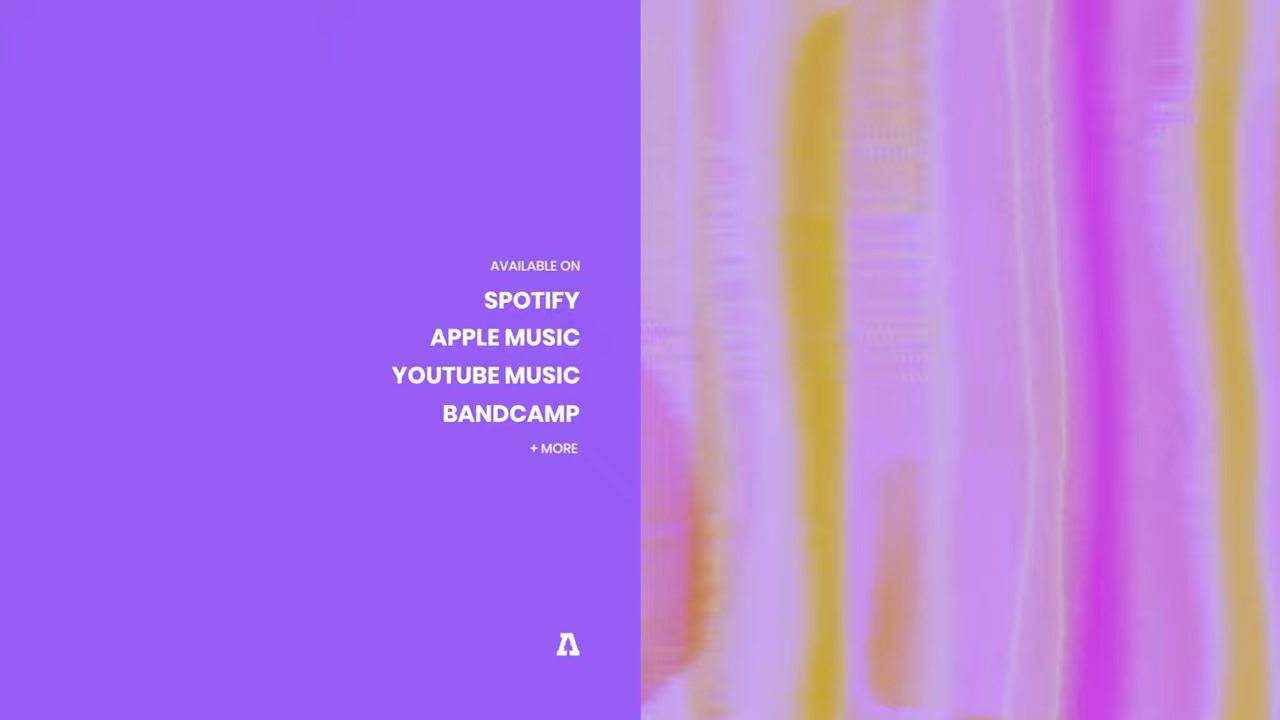 AVAILABLE ON
SPOTIFY
APPLE MUSIC
YOUTUBE MUSIC
BANDCAMP
+ MORE